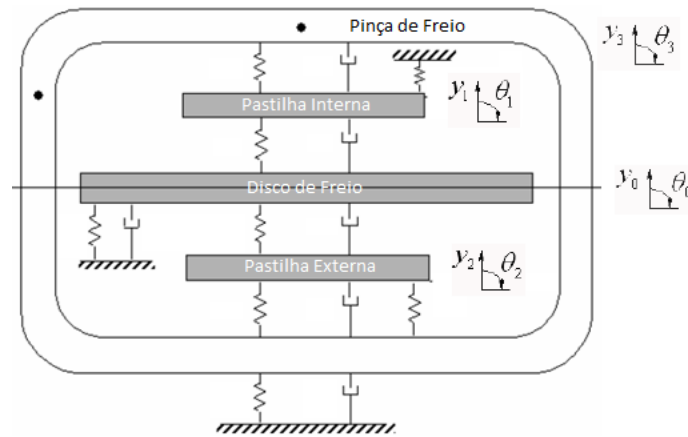 Pinça de Freio
y3 θ3
Pastilha Interna
y1 θ1
Disco de Freio
y0 θ0
Pastilha Externa
y2 θ2